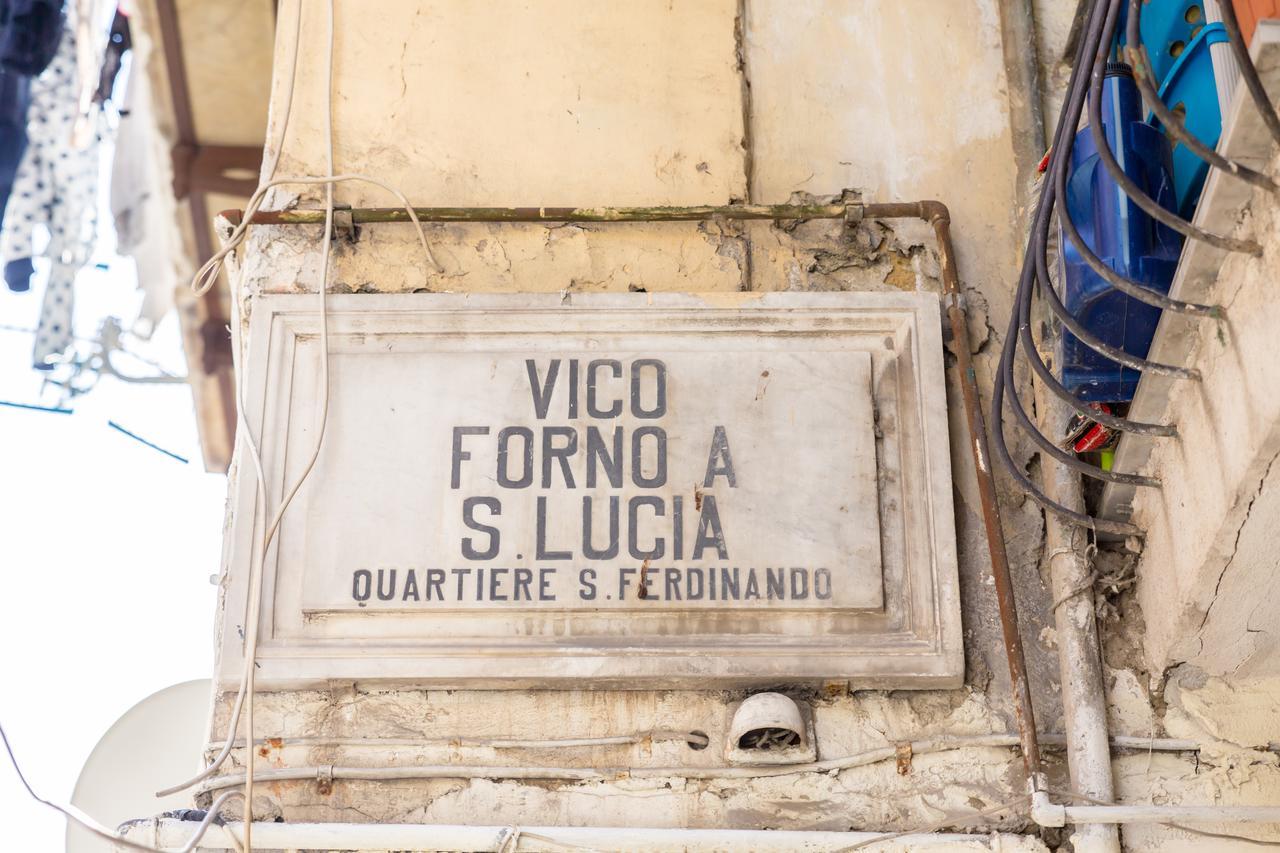 VICO
FORNO A
S. LUCIA
QUARTIERE S. FERDINANDO